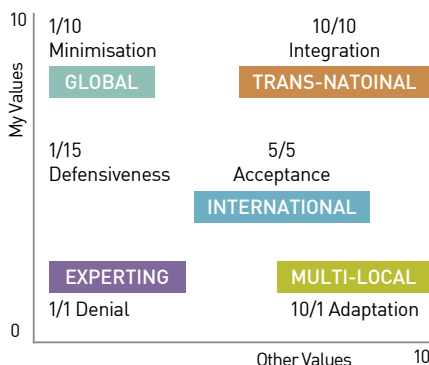 10
My Values
1/10
Minimisation
GLOBAL
10/10
Integration
TRANS-NATOINAL
1/15
Defensiveness
5/5
Acceptance
INTERNATIONAL
EXPERTING
1/1 Denial
MULTI-LOCAL
10/1 Adaptation
0
Other Values
10